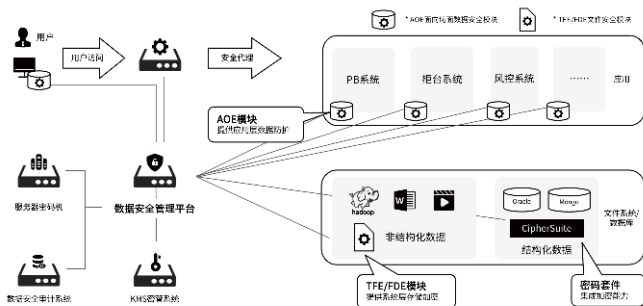 * AOE面向切面数据安全模块
* TFE/FDE文件安全模块
用户
用户访问
安全代理
PB系统
柜台系统
风控系统
……
应用
AOE模块
提供应用层数据防护
服务器密码机
数据安全管理平台
数据安全审计系统
KMS密管系统
hadoop
W
非结构化数据
Oracle
Mongo
CipherSuite
结构化数据
文件系统/
数据库
TFE/FDE模块
提供系统层存储加密
密码套件
集成加密能力